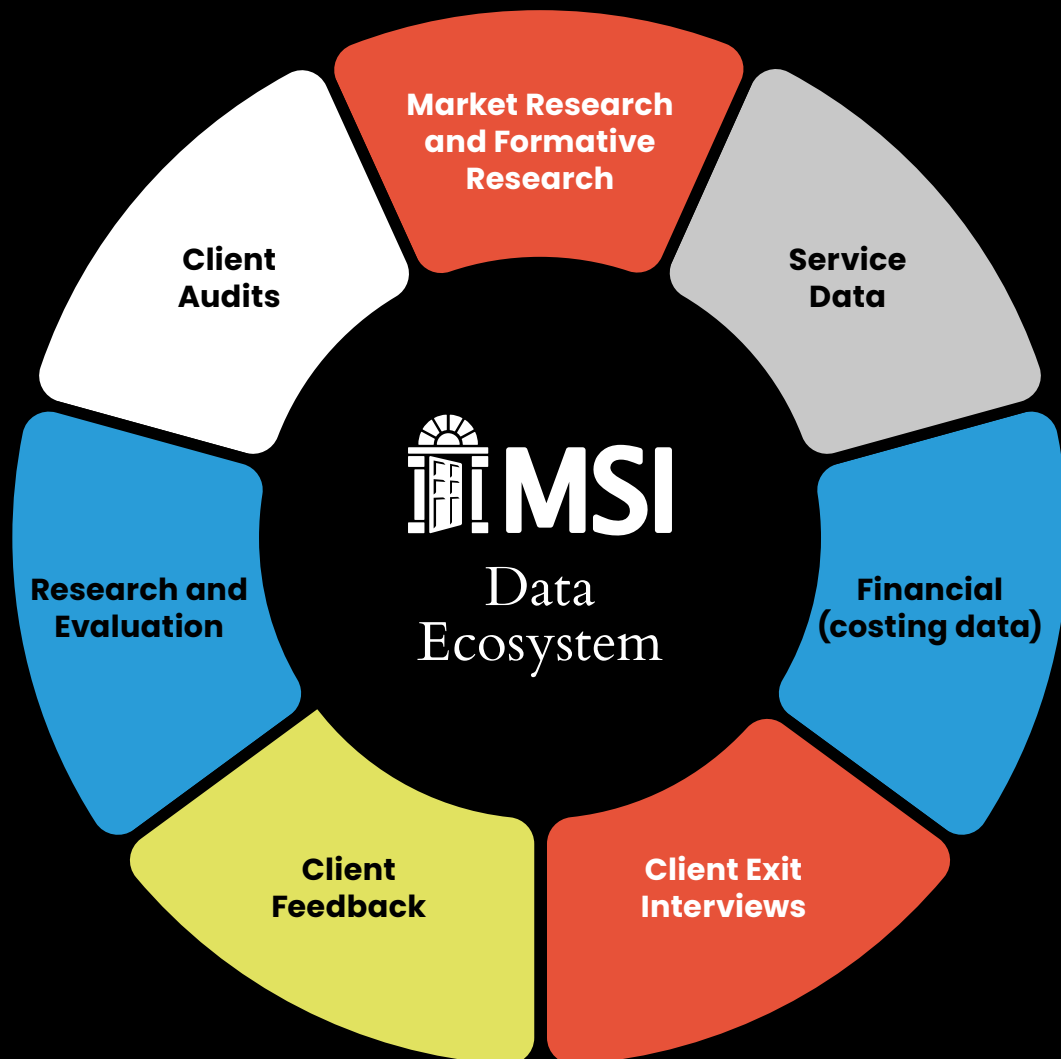 Market Research
and Formative
Research
Service
Data
Financial
(costing data)
Client Exit
Interviews
Client
Feedback
Research and
Evaluation
Client
Audits
MSI
Data
Ecosystem